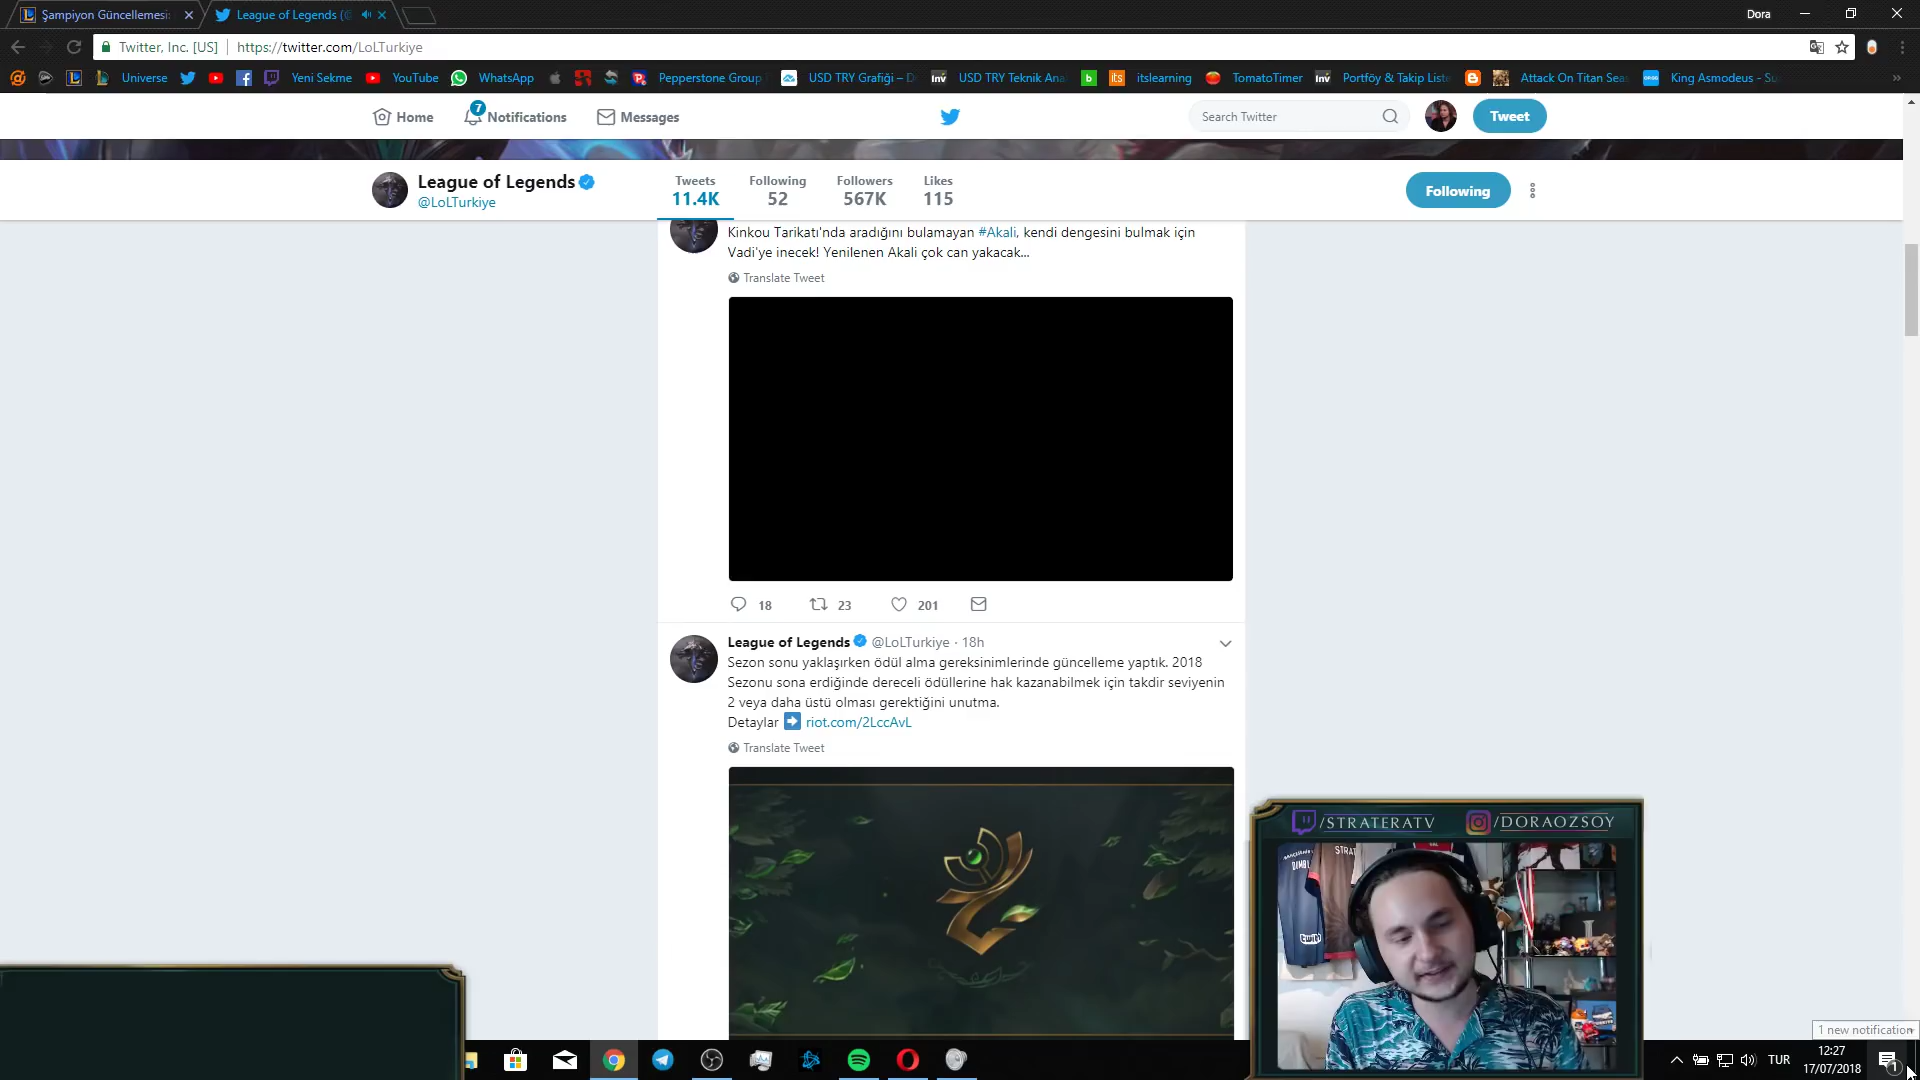 Şampiyon Güncellemesi:
League of Legends (@
Dora
Twitter, Inc. [US]
https://twitter.com/LoLTurkiye
Universe
Yeni Sekme
YouTube
WhatsApp
Pepperstone Group
USD TRY Grafiği – D
USD TRY Teknik Ana
itslearning
TomatoTimer
Portföy & Takip Liste
Attack On Titan Seas
King Asmodeus - Su
Home
7
Notifications
Messages
Search Twitter
Tweet
League of Legends
@LoLTurkiye
Tweets
11.4K
Following
52
Followers
567K
Likes
115
Following
Kinkou Tarikatı'nda aradığını bulamayan #Akali, kendi dengesini bulmak için
Vadi'ye inecek! Yenilenen Akali çok can yakacak...
Translate Tweet
18 23 201
League of Legends @LoLTurkiye · 18h
Sezon sonu yaklaşırken ödül alma gereksinimlerinde güncelleme yaptık. 2018
Sezonu sona erdiğinde dereceli ödüllerine hak kazanabilmek için takdir seviyenin
2 veya daha üstü olması gerektiğini unutma.
Detaylar ➡ riot.com/2LccAvL
Translate Tweet
/STRATERATV
/DORAOZSOY
1 new notification
TUR
12:27
17/07/2018
1